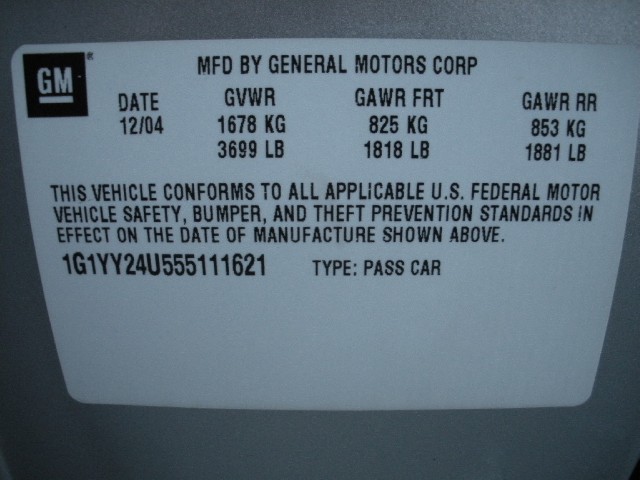 GM ®
MFD BY GENERAL MOTORS CORP
DATE GVWR GAWR FRT GAWR RR
12/04 1678 KG 825 KG 853 KG
3699 LB 1818 LB 1881 LB
THIS VEHICLE CONFORMS TO ALL APPLICABLE U.S. FEDERAL MOTOR
VEHICLE SAFETY, BUMPER, AND THEFT PREVENTION STANDARDS IN
EFFECT ON THE DATE OF MANUFACTURE SHOWN ABOVE.
1G1YY24U555111621 TYPE: PASS CAR